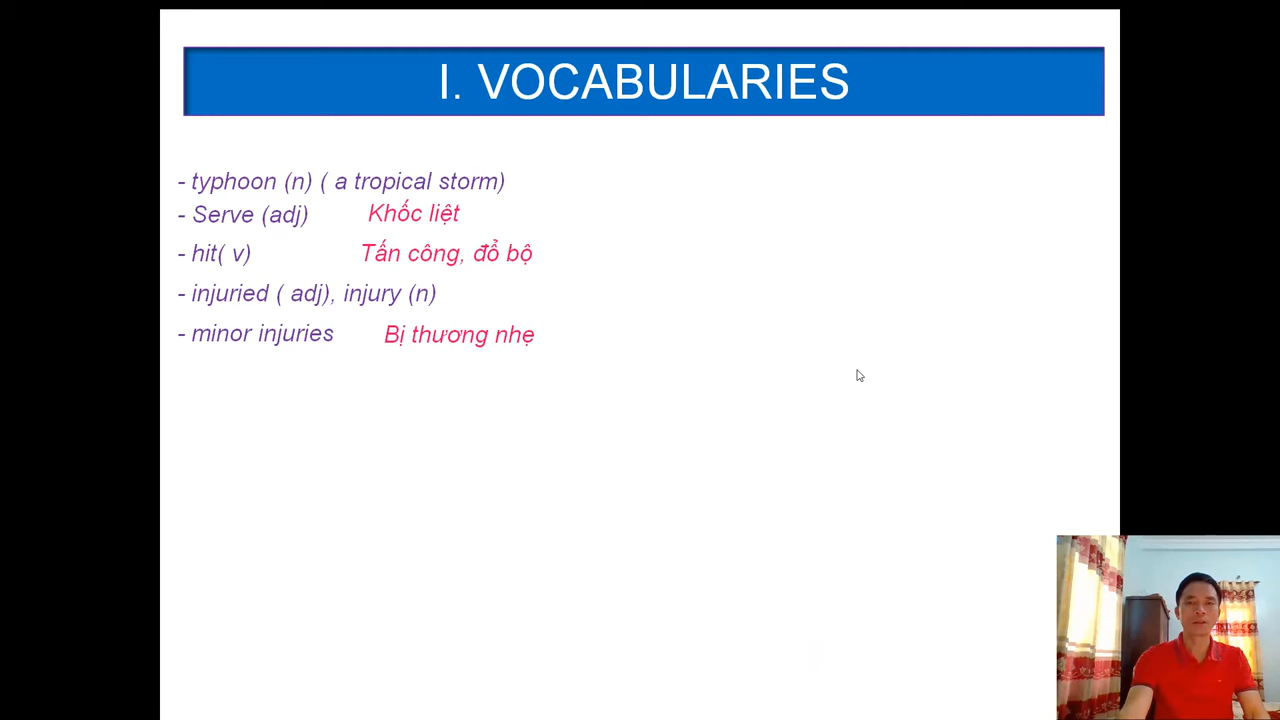 I. VOCABULARIES
- typhoon (n) ( a tropical storm)
- Serve (adj) Khốc liệt
- hit( v) Tấn công, đổ bộ
- injuried ( adj), injury (n)
- minor injuries Bị thương nhẹ